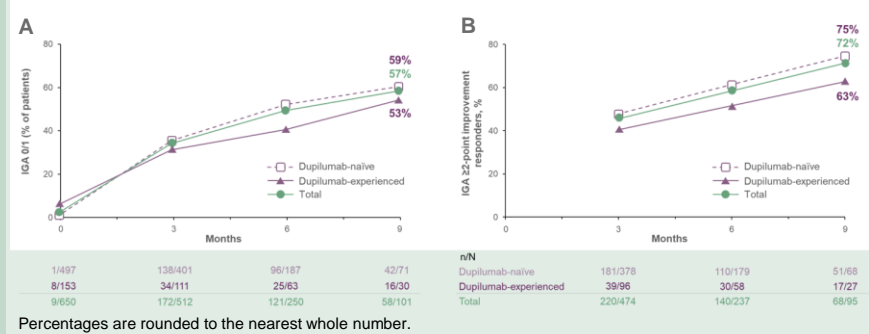 A
IGA 0/1 (% of patients)
80
60
40
20
0
59%
57%
53%
Dupilumab-naïve
Dupilumab-experienced
Total
0 3 6 9
Months
1/497 138/401 96/187 42/71
8/153 34/111 25/63 16/30
9/650 172/512 121/250 58/101
B
IGA ≥2-point improvement
responders, %
80
60
40
20
0
75%
72%
63%
Dupilumab-naïve
Dupilumab-experienced
Total
0 3 6 9
Months
n/N
Dupilumab-naïve 181/378 110/179 51/68
Dupilumab-experienced 39/96 30/58 17/27
Total 220/474 140/237 68/95
Percentages are rounded to the nearest whole number.